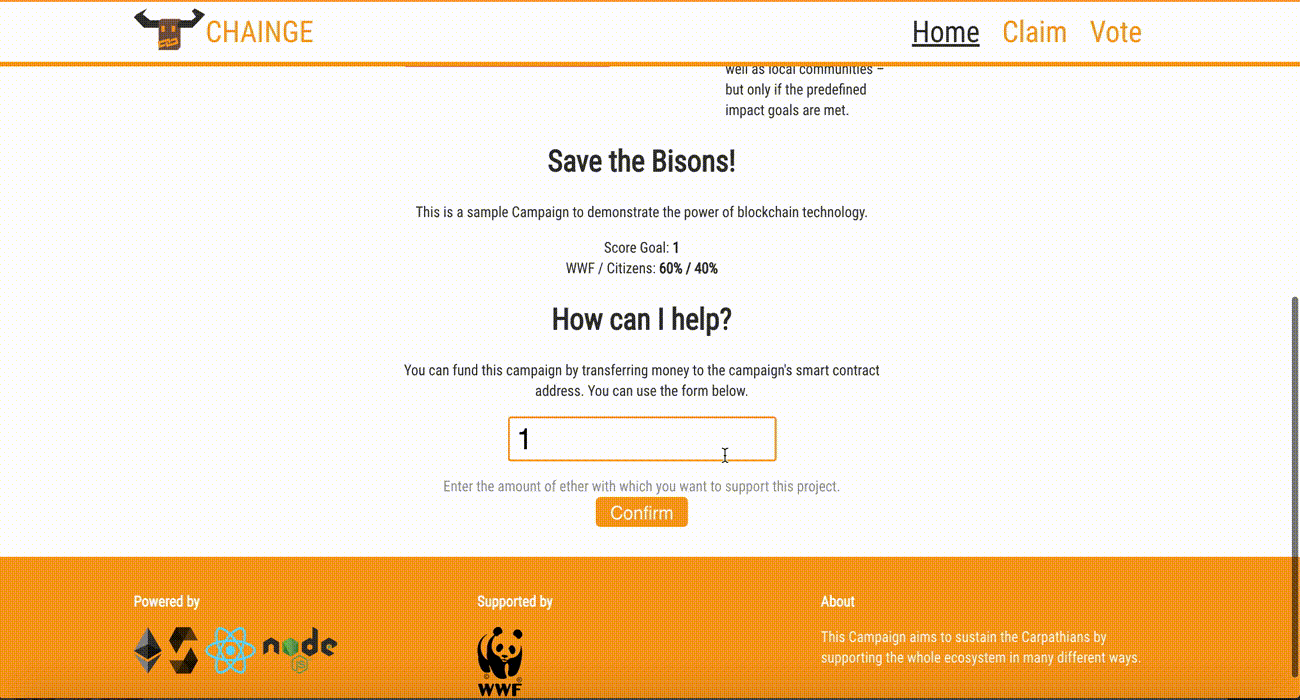 CHAINGE
Home Claim Vote
well as local communities –
but only if the predefined
impact goals are met.
Save the Bisons!
This is a sample Campaign to demonstrate the power of blockchain technology.
Score Goal: 1
WWF / Citizens: 60% / 40%
How can I help?
You can fund this campaign by transferring money to the campaign's smart contract
address. You can use the form below.
1
Enter the amount of ether with which you want to support this project.
Confirm
Powered by
node
JS
Supported by
WWF
About
This Campaign aims to sustain the Carpathians by
supporting the whole ecosystem in many different ways.